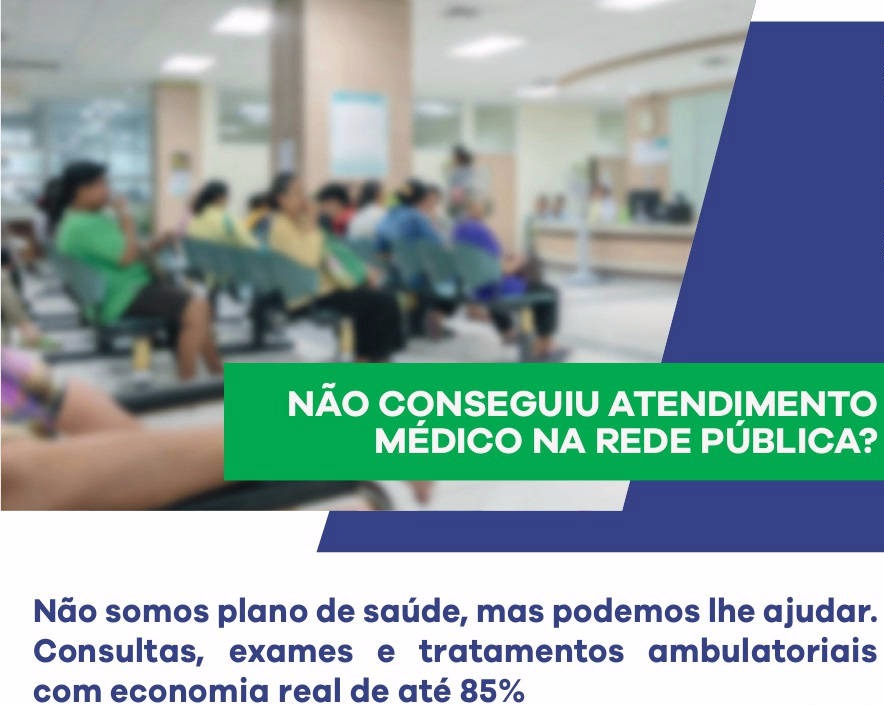 NÃO CONSEGUIU ATENDIMENTO
MÉDICO NA REDE PÚBLICA?
Não somos plano de saúde, mas podemos lhe ajudar.
Consultas, exames e tratamentos ambulatoriais
com economia real de até 85%